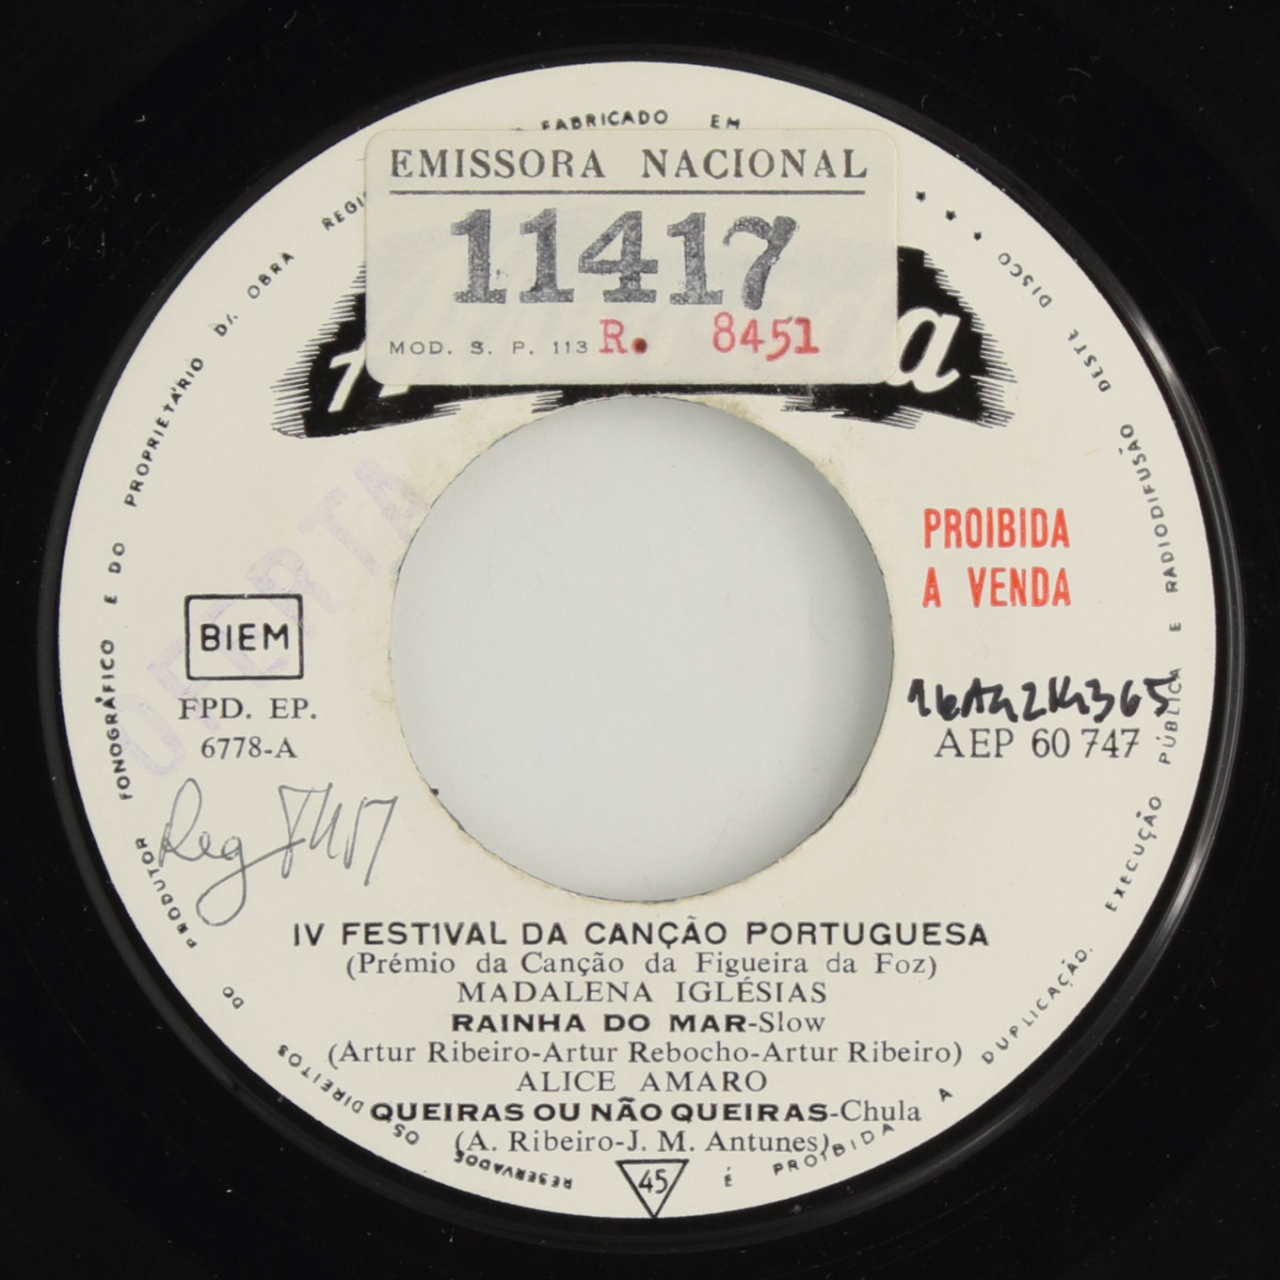 FABRICADO EM
EMISSORA NACIONAL
11417
MOD. S. P. 113 R. 8451
a
OFERTA
PROIBIDA
A VENDA
BIEM
FPD. EP.
6778-A
AEP 60 747
Reg
IV FESTIVAL DA CANÇÃO PORTUGUESA
(Prémio da Canção da Figueira da Foz)
MADALENA IGLÉSIAS
RAINHA DO MAR-Slow
(Artur Ribeiro-Artur Rebocho-Artur Ribeiro)
ALICE AMARO
QUEIRAS OU NÃO QUEIRAS-Chula
(A. Ribeiro-J. M. Antunes)
45
RESERVADOS OS DIREITOS DO PRODUTOR FONOGRÁFICO E DO PROPRIETÁRIO D/. OBRA
É PROIBIDA A DUPLICAÇÃO. EXECUÇÃO PÚBLICA E RADIODIFUSÃO DESTE DISCO